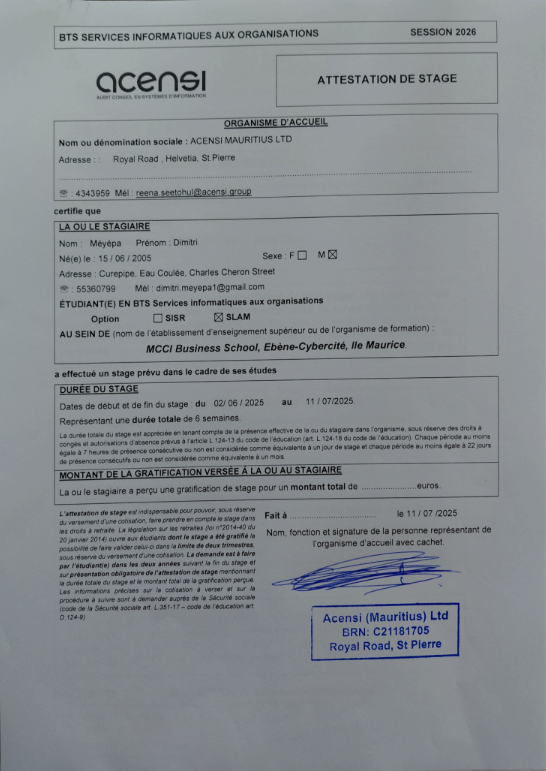 BTS SERVICES INFORMATIQUES AUX ORGANISATIONS SESSION 2026
acensi
AUDIT CONSEIL EN SYSTÈMES D'INFORMATION
ATTESTATION DE STAGE
ORGANISME D'ACCUEIL
Nom ou dénomination sociale : ACENSI MAURITIUS LTD
Adresse : : Royal Road , Helvetia, St Pierre
☏ : 4343959 Mél : reena.seetohul@acensi.group
certifie que
LA OU LE STAGIAIRE
Nom : Meyépa Prénom : Dimitri
Né(e) le : 15 / 06 / 2005 Sexe : F ☐ M ☒
Adresse : Curepipe, Eau Coulée, Charles Cheron Street
☏ : 55360799 Mél : dimitri.meyepa1@gmail.com
ÉTUDIANT(E) EN BTS Services informatiques aux organisations
Option ☐ SISR ☒ SLAM
AU SEIN DE (nom de l'établissement d'enseignement supérieur ou de l'organisme de formation) :
MCCI Business School, Ebène-Cybercité, Ile Maurice.
a effectué un stage prévu dans le cadre de ses études
DURÉE DU STAGE
Dates de début et de fin du stage : du 02/ 06 / 2025 au 11 / 07/2025.
Représentant une durée totale de 6 semaines.
La durée totale du stage est appréciée en tenant compte de la présence effective de la ou du stagiaire dans l'organisme, sous réserve des droits à
congés et autorisations d'absence prévus à l'article L.124-13 du code de l'éducation (art. L.124-18 du code de l'éducation). Chaque période au moins
égale à 7 heures de présence consécutive ou non est considérée comme équivalente à un jour de stage et chaque période au moins égale à 22 jours
de présence consécutifs ou non est considérée comme équivalente à un mois.
MONTANT DE LA GRATIFICATION VERSÉE À LA OU AU STAGIAIRE
La ou le stagiaire a perçu une gratification de stage pour un montant total de .....................euros.
L'attestation de stage est indispensable pour pouvoir, sous réserve
du versement d'une cotisation, faire prendre en compte le stage dans
les droits à retraite. La législation sur les retraites (loi n°2014-40 du
20 janvier 2014) ouvre aux étudiants dont le stage a été gratifié la
possibilité de faire valider celui-ci dans la limite de deux trimestres,
sous réserve du versement d'une cotisation. La demande est à faire
par l'étudiant(e) dans les deux années suivant la fin du stage et
sur présentation obligatoire de l'attestation de stage mentionnant
la durée totale du stage et le montant total de la gratification perçue.
Les informations précises sur la cotisation à verser et sur la
procédure à suivre sont à demander auprès de la Sécurité sociale
(code de la Sécurité sociale art. L.351-17 – code de l'éducation art.
D.124-9)
Fait à .............................. le 11/ 07 /2025
Nom, fonction et signature de la personne représentant de
l'organisme d'accueil avec cachet.
Acensi (Mauritius) Ltd
BRN: C21181705
Royal Road, St Pierre